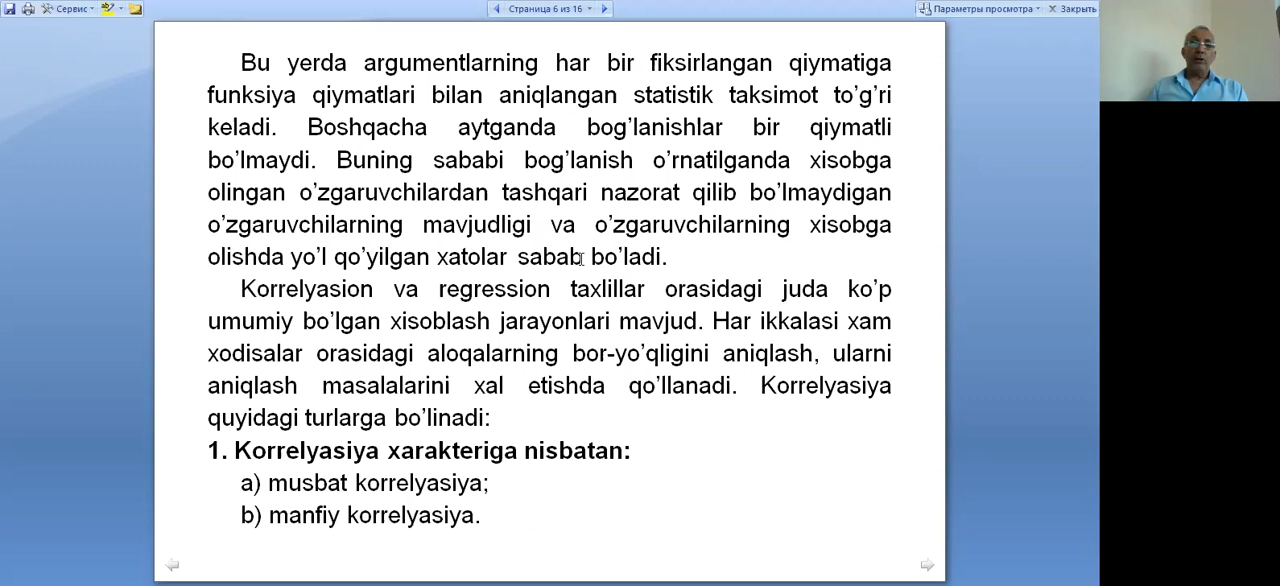 Сервис
Страница 6 из 16
Параметры просмотра
Закрыть
Bu yerda argumentlarning har bir fiksirlangan qiymatiga
funksiya qiymatlari bilan aniqlangan statistik taksimot to’g’ri
keladi. Boshqacha aytganda bog’lanishlar bir qiymatli
bo’lmaydi. Buning sababi bog’lanish o’rnatilganda xisobga
olingan o’zgaruvchilardan tashqari nazorat qilib bo’lmaydigan
o’zgaruvchilarning mavjudligi va o’zgaruvchilarning xisobga
olishda yo’l qo’yilgan xatolar sabab bo’ladi.
Korrelyasion va regression taxlillar orasidagi juda ko’p
umumiy bo’lgan xisoblash jarayonlari mavjud. Har ikkalasi xam
xodisalar orasidagi aloqalarning bor-yo’qligini aniqlash, ularni
aniqlash masalalarini xal etishda qo’llanadi. Korrelyasiya
quyidagi turlarga bo’linadi:
1. Korrelyasiya xarakteriga nisbatan:
a) musbat korrelyasiya;
b) manfiy korrelyasiya.